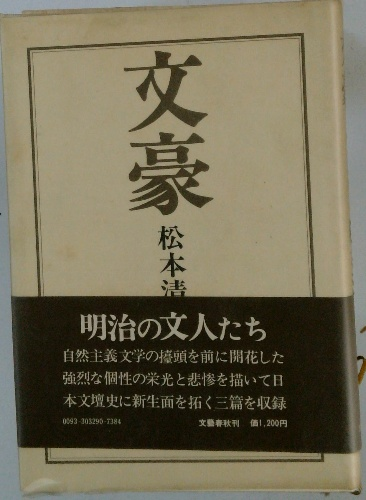 文豪
松本清
明治の文人たち
自然主義文学の擡頭を前に開花した
強烈な個性の栄光と悲惨を描いて日
本文壇史に新生面を拓く三篇を収録
0093-303290-7384
文藝春秋刊 価1,200円